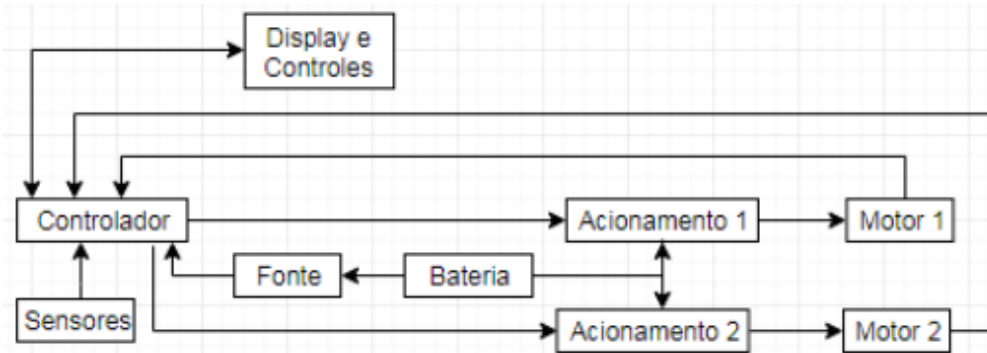 Display e
Controles
Controlador
Acionamento 1
Motor 1
Fonte
Bateria
Sensores
Acionamento 2
Motor 2